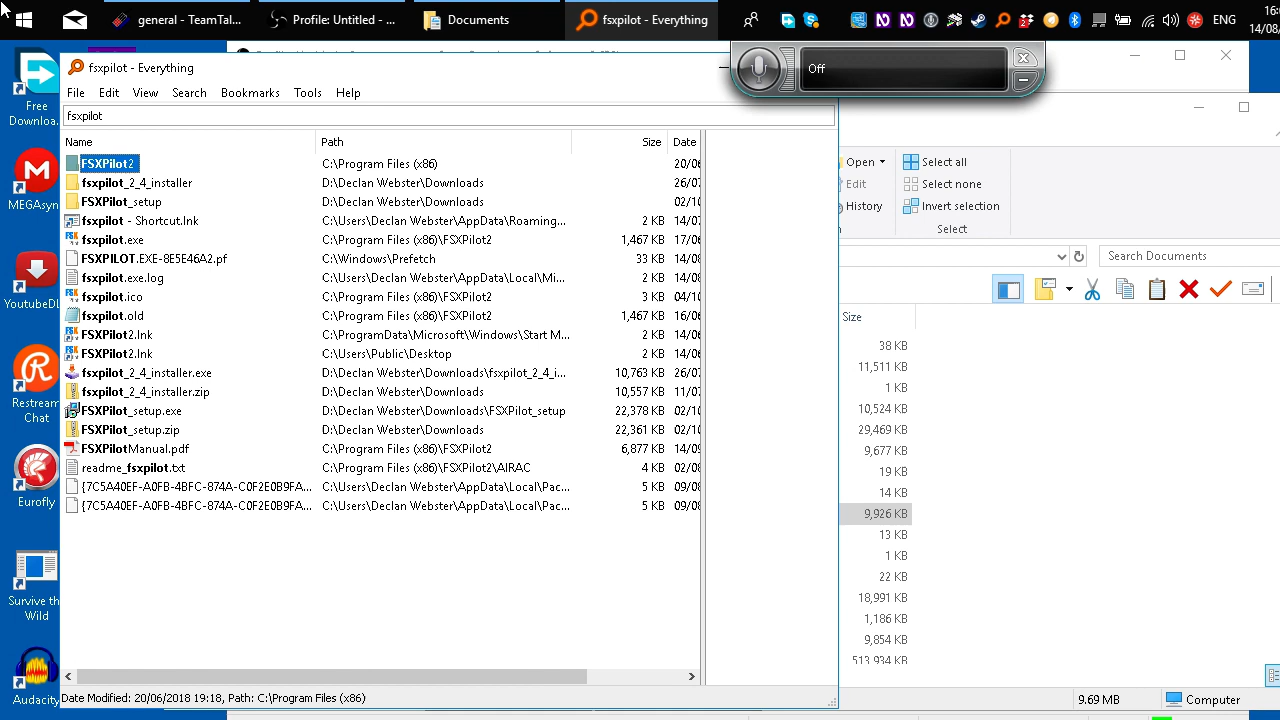 general - TeamTal...
Profile: Untitled - ...
Documents
fsxpilot - Everything
ENG
16:
14/08/
Free
Downloa...
MEGAsyn
YoutubeDL
Restream
Chat
Eurofly
Survive the
Wild
Audacity
fsxpilot - Everything
Off
File Edit View Search Bookmarks Tools Help
fsxpilot
Name Path Size Date
FSXPilot2 C:\Program Files (x86) 20/06
fsxpilot_2_4_installer D:\Declan Webster\Downloads 26/07
FSXPilot_setup D:\Declan Webster\Downloads 02/10
fsxpilot - Shortcut.lnk C:\Users\Declan Webster\AppData\Roaming... 2 KB 14/07
fsxpilot.exe C:\Program Files (x86)\FSXPilot2 1,467 KB 17/06
FSXPILOT.EXE-8E5E46A2.pf C:\Windows\Prefetch 33 KB 14/08
fsxpilot.exe.log C:\Users\Declan Webster\AppData\Local\Mi... 2 KB 14/08
fsxpilot.ico C:\Program Files (x86)\FSXPilot2 3 KB 04/10
fsxpilot.old C:\Program Files (x86)\FSXPilot2 1,467 KB 16/06
FSXPilot2.lnk C:\ProgramData\Microsoft\Windows\Start M... 2 KB 14/06
FSXPilot2.lnk C:\Users\Public\Desktop 2 KB 14/06
fsxpilot_2_4_installer.exe D:\Declan Webster\Downloads\fsxpilot_2_4_i... 10,763 KB 26/07
fsxpilot_2_4_installer.zip D:\Declan Webster\Downloads 10,557 KB 11/07
FSXPilot_setup.exe D:\Declan Webster\Downloads\FSXPilot_setup 22,378 KB 02/10
FSXPilot_setup.zip D:\Declan Webster\Downloads 22,361 KB 02/10
FSXPilotManual.pdf C:\Program Files (x86)\FSXPilot2 6,877 KB 14/09
readme_fsxpilot.txt C:\Program Files (x86)\FSXPilot2\AIRAC 4 KB 02/08
{7C5A40EF-A0FB-4BFC-874A-C0F2E0B9FA... C:\Users\Declan Webster\AppData\Local\Pac... 5 KB 09/08
{7C5A40EF-A0FB-4BFC-874A-C0F2E0B9FA... C:\Users\Declan Webster\AppData\Local\Pac... 5 KB 09/08
Date Modified: 20/06/2018 19:18, Path: C:\Program Files (x86)
Open Select all
Edit Select none
History Invert selection
Select
Search Documents
Size
38 KB
11,511 KB
1 KB
10,524 KB
29,469 KB
9,677 KB
19 KB
14 KB
9,926 KB
13 KB
1 KB
22 KB
18,991 KB
1,186 KB
9,854 KB
513,934 KB
9.69 MB Computer